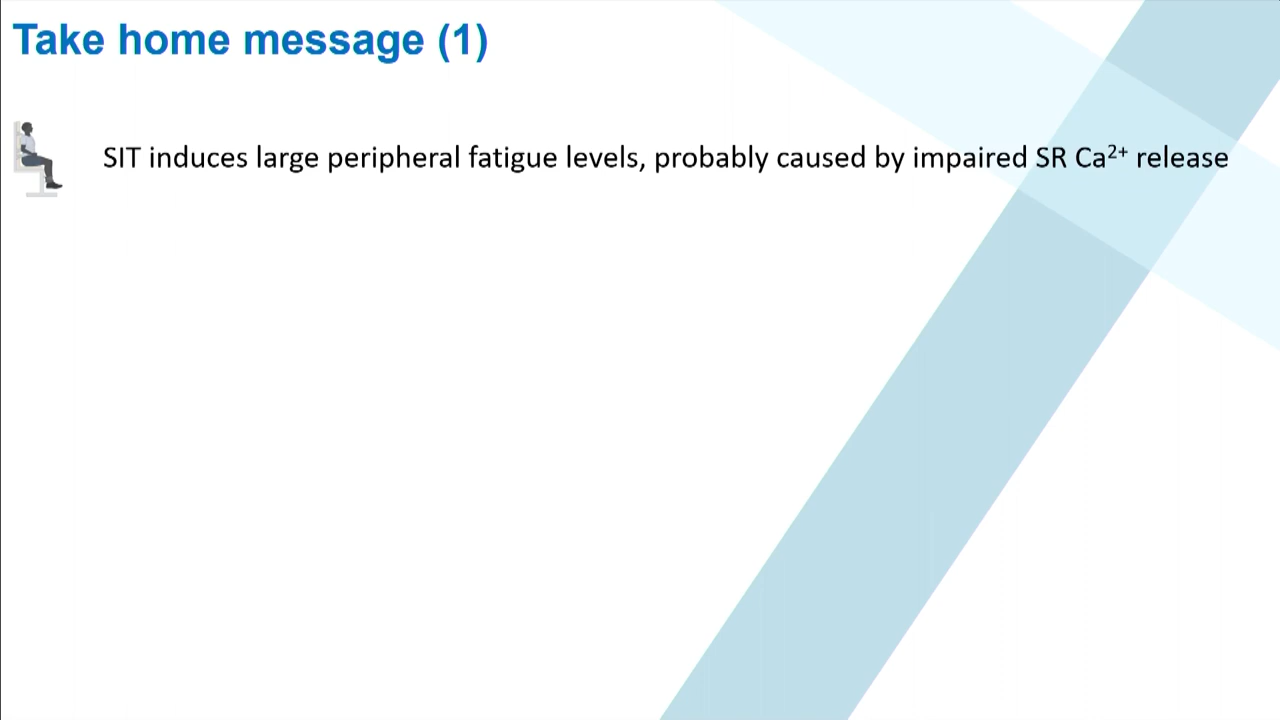 Take home message (1)
SIT induces large peripheral fatigue levels, probably caused by impaired SR Ca²⁺ release